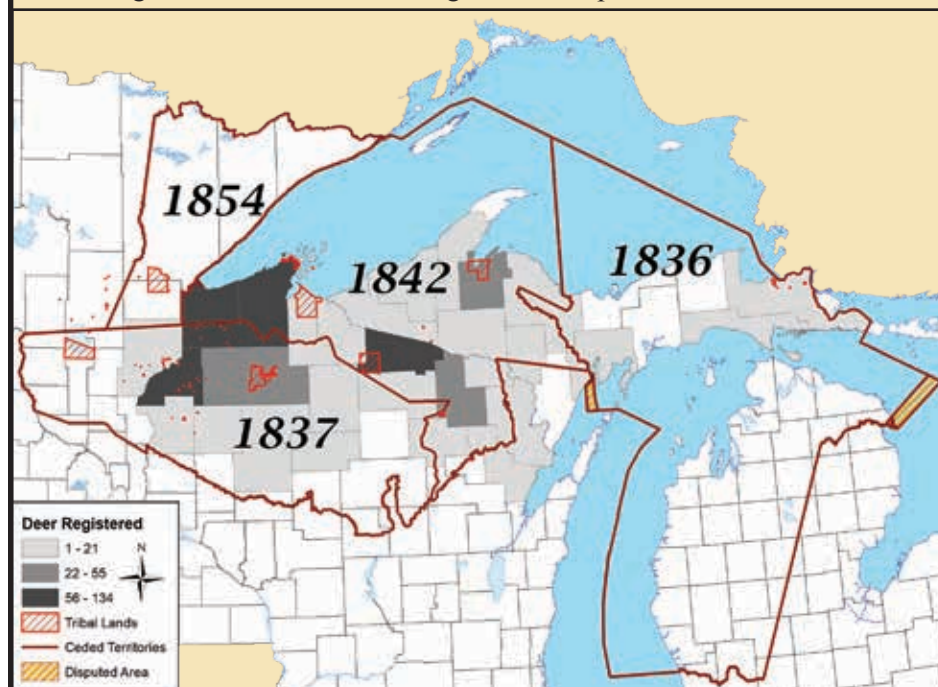 1854
1842
1836
1837
Deer Registered
1 - 21
N
22 - 55
56 - 134
Tribal Lands
Ceded Territories
Disputed Area